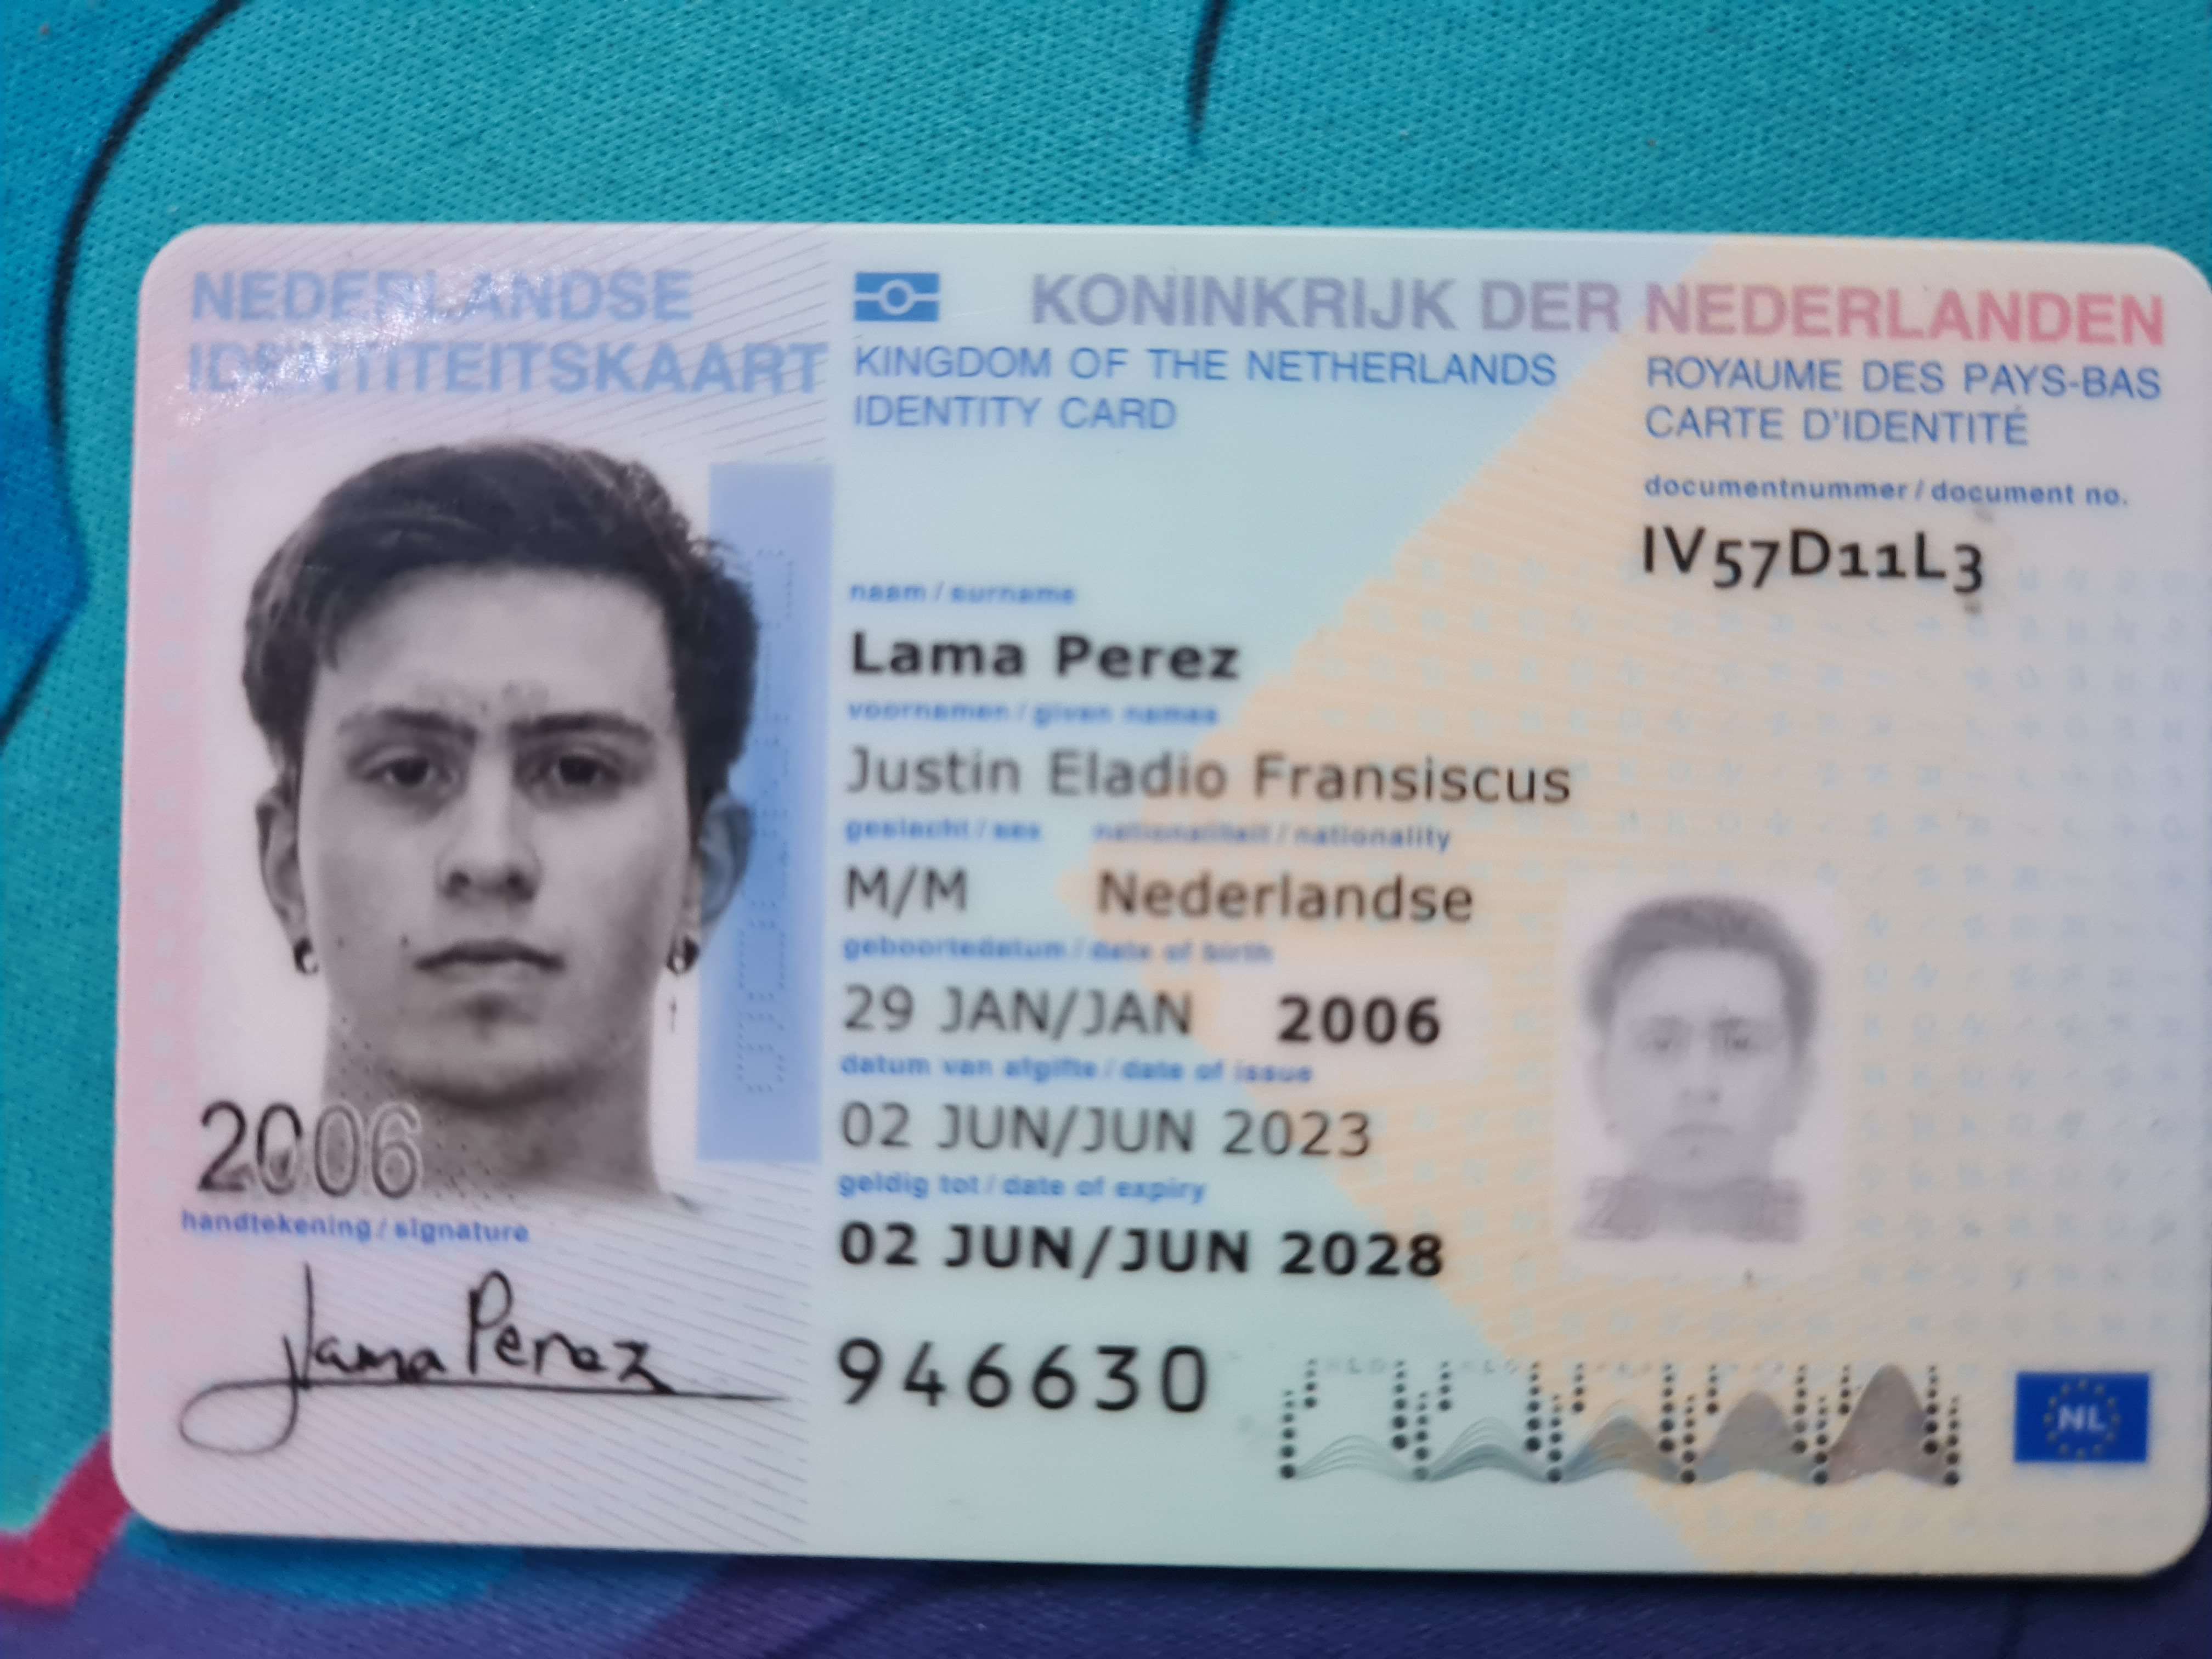 NEDERLANDSE
IDENTITEITSKAART
KONINKRIJK DER NEDERLANDEN
KINGDOM OF THE NETHERLANDS
IDENTITY CARD
ROYAUME DES PAYS-BAS
CARTE D'IDENTITÉ
documentnummer / document no.
IV57D11L3
naam / surname
Lama Perez
voornamen / given names
Justin Eladio Fransiscus
geslacht / sex nationaliteit / nationality
M/M Nederlandse
geboortedatum / date of birth
29 JAN/JAN 2006
datum van afgifte / date of issue
02 JUN/JUN 2023
geldig tot / date of expiry
02 JUN/JUN 2028
946630
2006
handtekening / signature
JLama Perez
NL